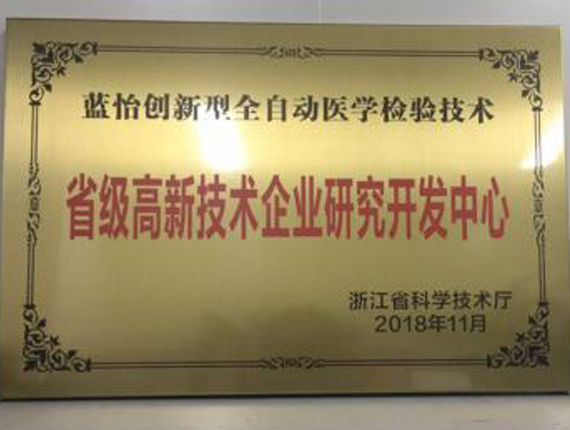 蓝怡创新型全自动医学检验技术
省级高新技术企业研究开发中心
浙江省科学技术厅
2018年11月